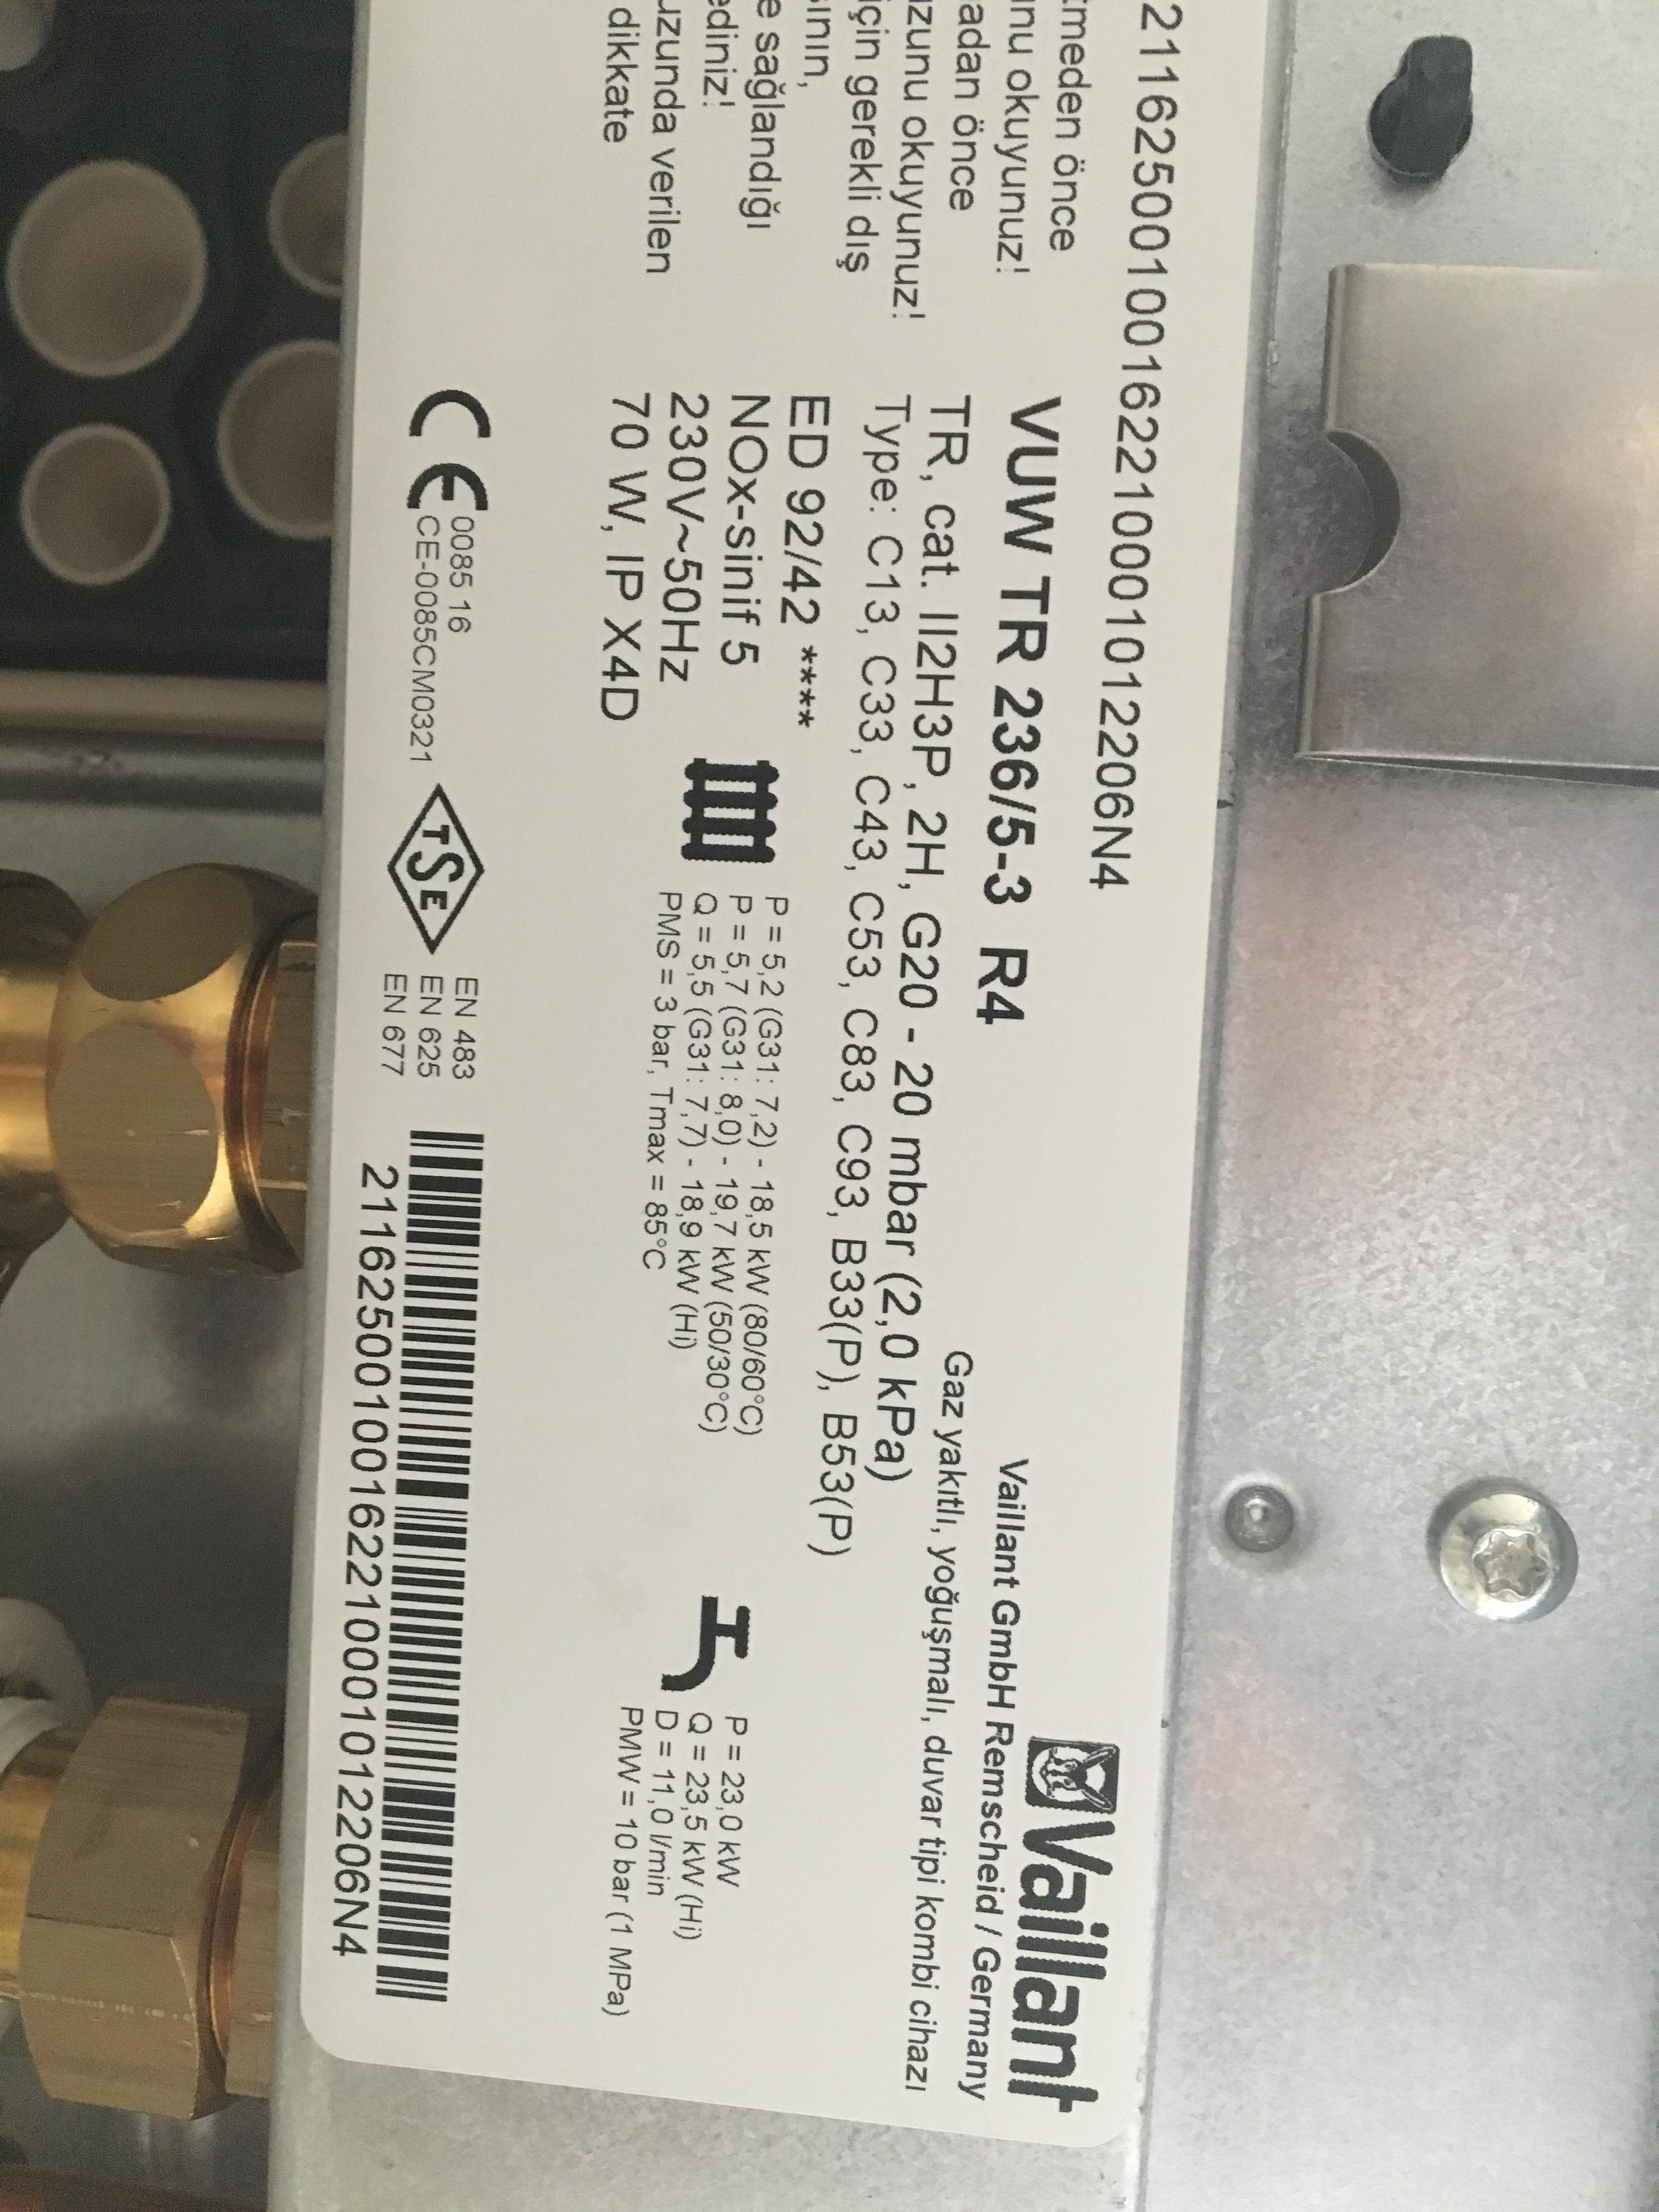 21162500100162210001012206N4
tmeden önce
unu okuyunuz!
adan önce
uzunu okuyunuz!
için gerekli dış
sının,
e sağlandığı
ediniz!
uzunda verilen
dikkate
VUW TR 236/5-3 R4
Vaillant
Vaillant GmbH Remscheid / Germany
Gaz yakıtlı, yoğuşmalı, duvar tipi kombi cihazı
TR, cat. II2H3P, 2H, G20 - 20 mbar (2,0 kPa)
Type: C13, C33, C43, C53, C83, C93, B33(P), B53(P)
ED 92/42 ****
NOx-sinif 5
230V~50Hz
70 W, IP X4D
P = 5,2 (G31: 7,2) - 18,5 kW (80/60°C)
P = 5,7 (G31: 8,0) - 19,7 kW (50/30°C)
Q = 5,5 (G31: 7,7) - 18,9 kW (Hi)
PMS = 3 bar, Tmax = 85°C
P = 23,0 kW
Q = 23,5 kW (Hi)
D = 11,0 l/min
PMW = 10 bar (1 MPa)
CE 0085 16
CE-0085CM0321
TSE
EN 483
EN 625
EN 677
21162500100162210001012206N4